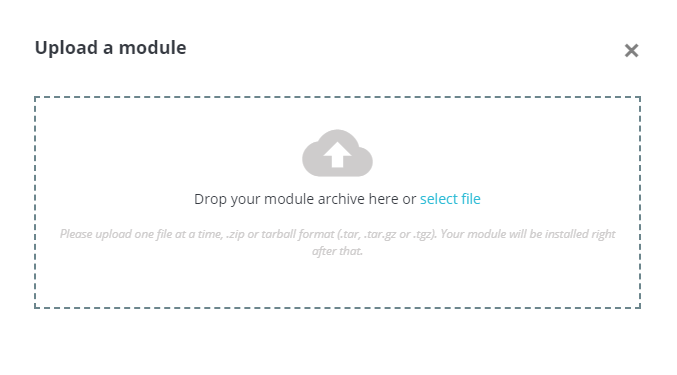 Upload a module
Drop your module archive here or select file
Please upload one file at a time, .zip or tarball format (.tar, .tar.gz or .tgz). Your module will be installed right
after that.